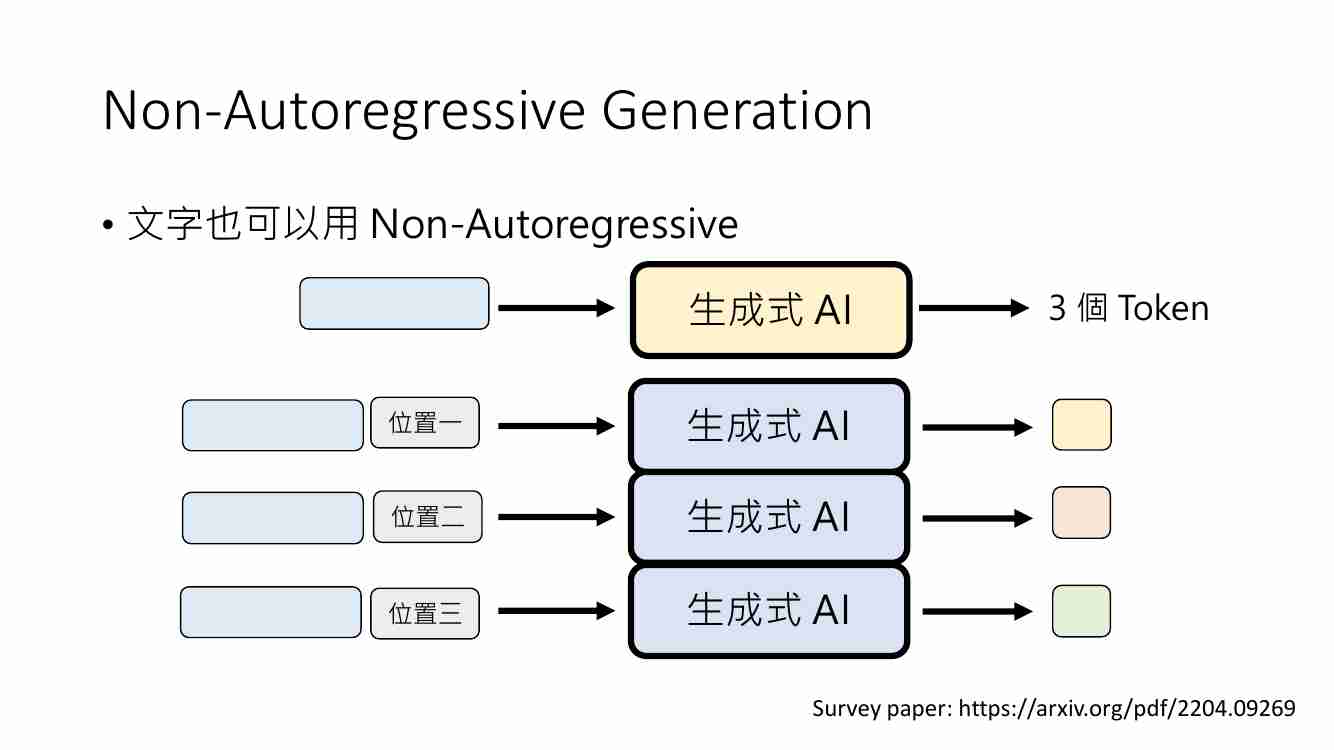 Non-Autoregressive Generation
• 文字也可以用 Non-Autoregressive
生成式 AI
3 個 Token
位置一
生成式 AI
位置二
生成式 AI
位置三
生成式 AI
Survey paper: https://arxiv.org/pdf/2204.09269